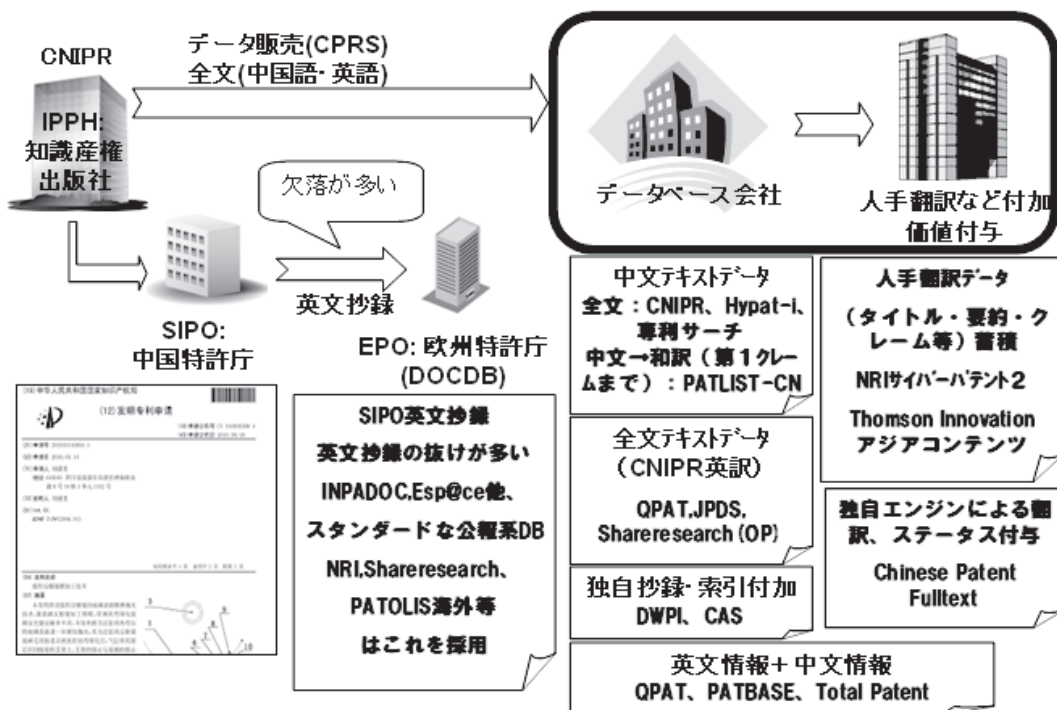 CNIPR
IPPH:
知識産権
出版社
データ販売(CPRS)
全文(中国語・英語)
データベース会社
人手翻訳など付加
価値付与
欠落が多い
英文抄録
SIPO:
中国特許庁
EPO: 欧州特許庁
(DOCDB)
(12)发明专利申请
SIPO英文抄録
英文抄録の抜けが多い
INPADOC,Esp@ce他、
スタンダードな公報系DB
NRI,Shareresearch、
PATOLIS海外等
はこれを採用
中文テキストデータ
全文：CNIPR、Hypat-i、
専利サーチ
中文→和訳（第１クレー
ムまで）：PATLIST-CN
全文テキストデータ
（CNIPR英訳）
QPAT,JPDS,
Shareresearch(OP)
独自抄録・索引付加
DWPI、CAS
英文情報＋中文情報
QPAT、PATBASE、Total Patent
人手翻訳データ
（タイトル・要約・ク
レーム等）蓄積
NRIサイバーパテント2
Thomson Innovation
アジアコンテンツ
独自エンジンによる翻
訳、ステータス付与
Chinese Patent
Fulltext